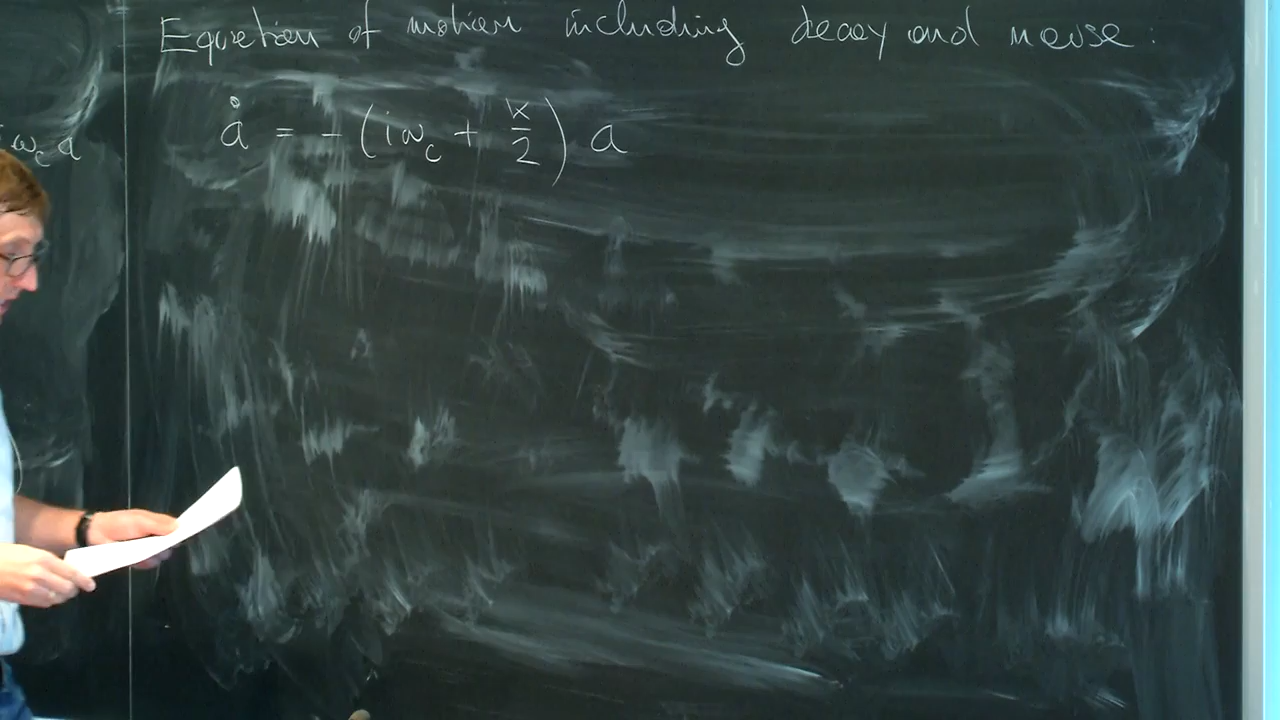 Equation of motion including decay and noise:
ȧ = - (iω_c + κ/2) a
ω_c a